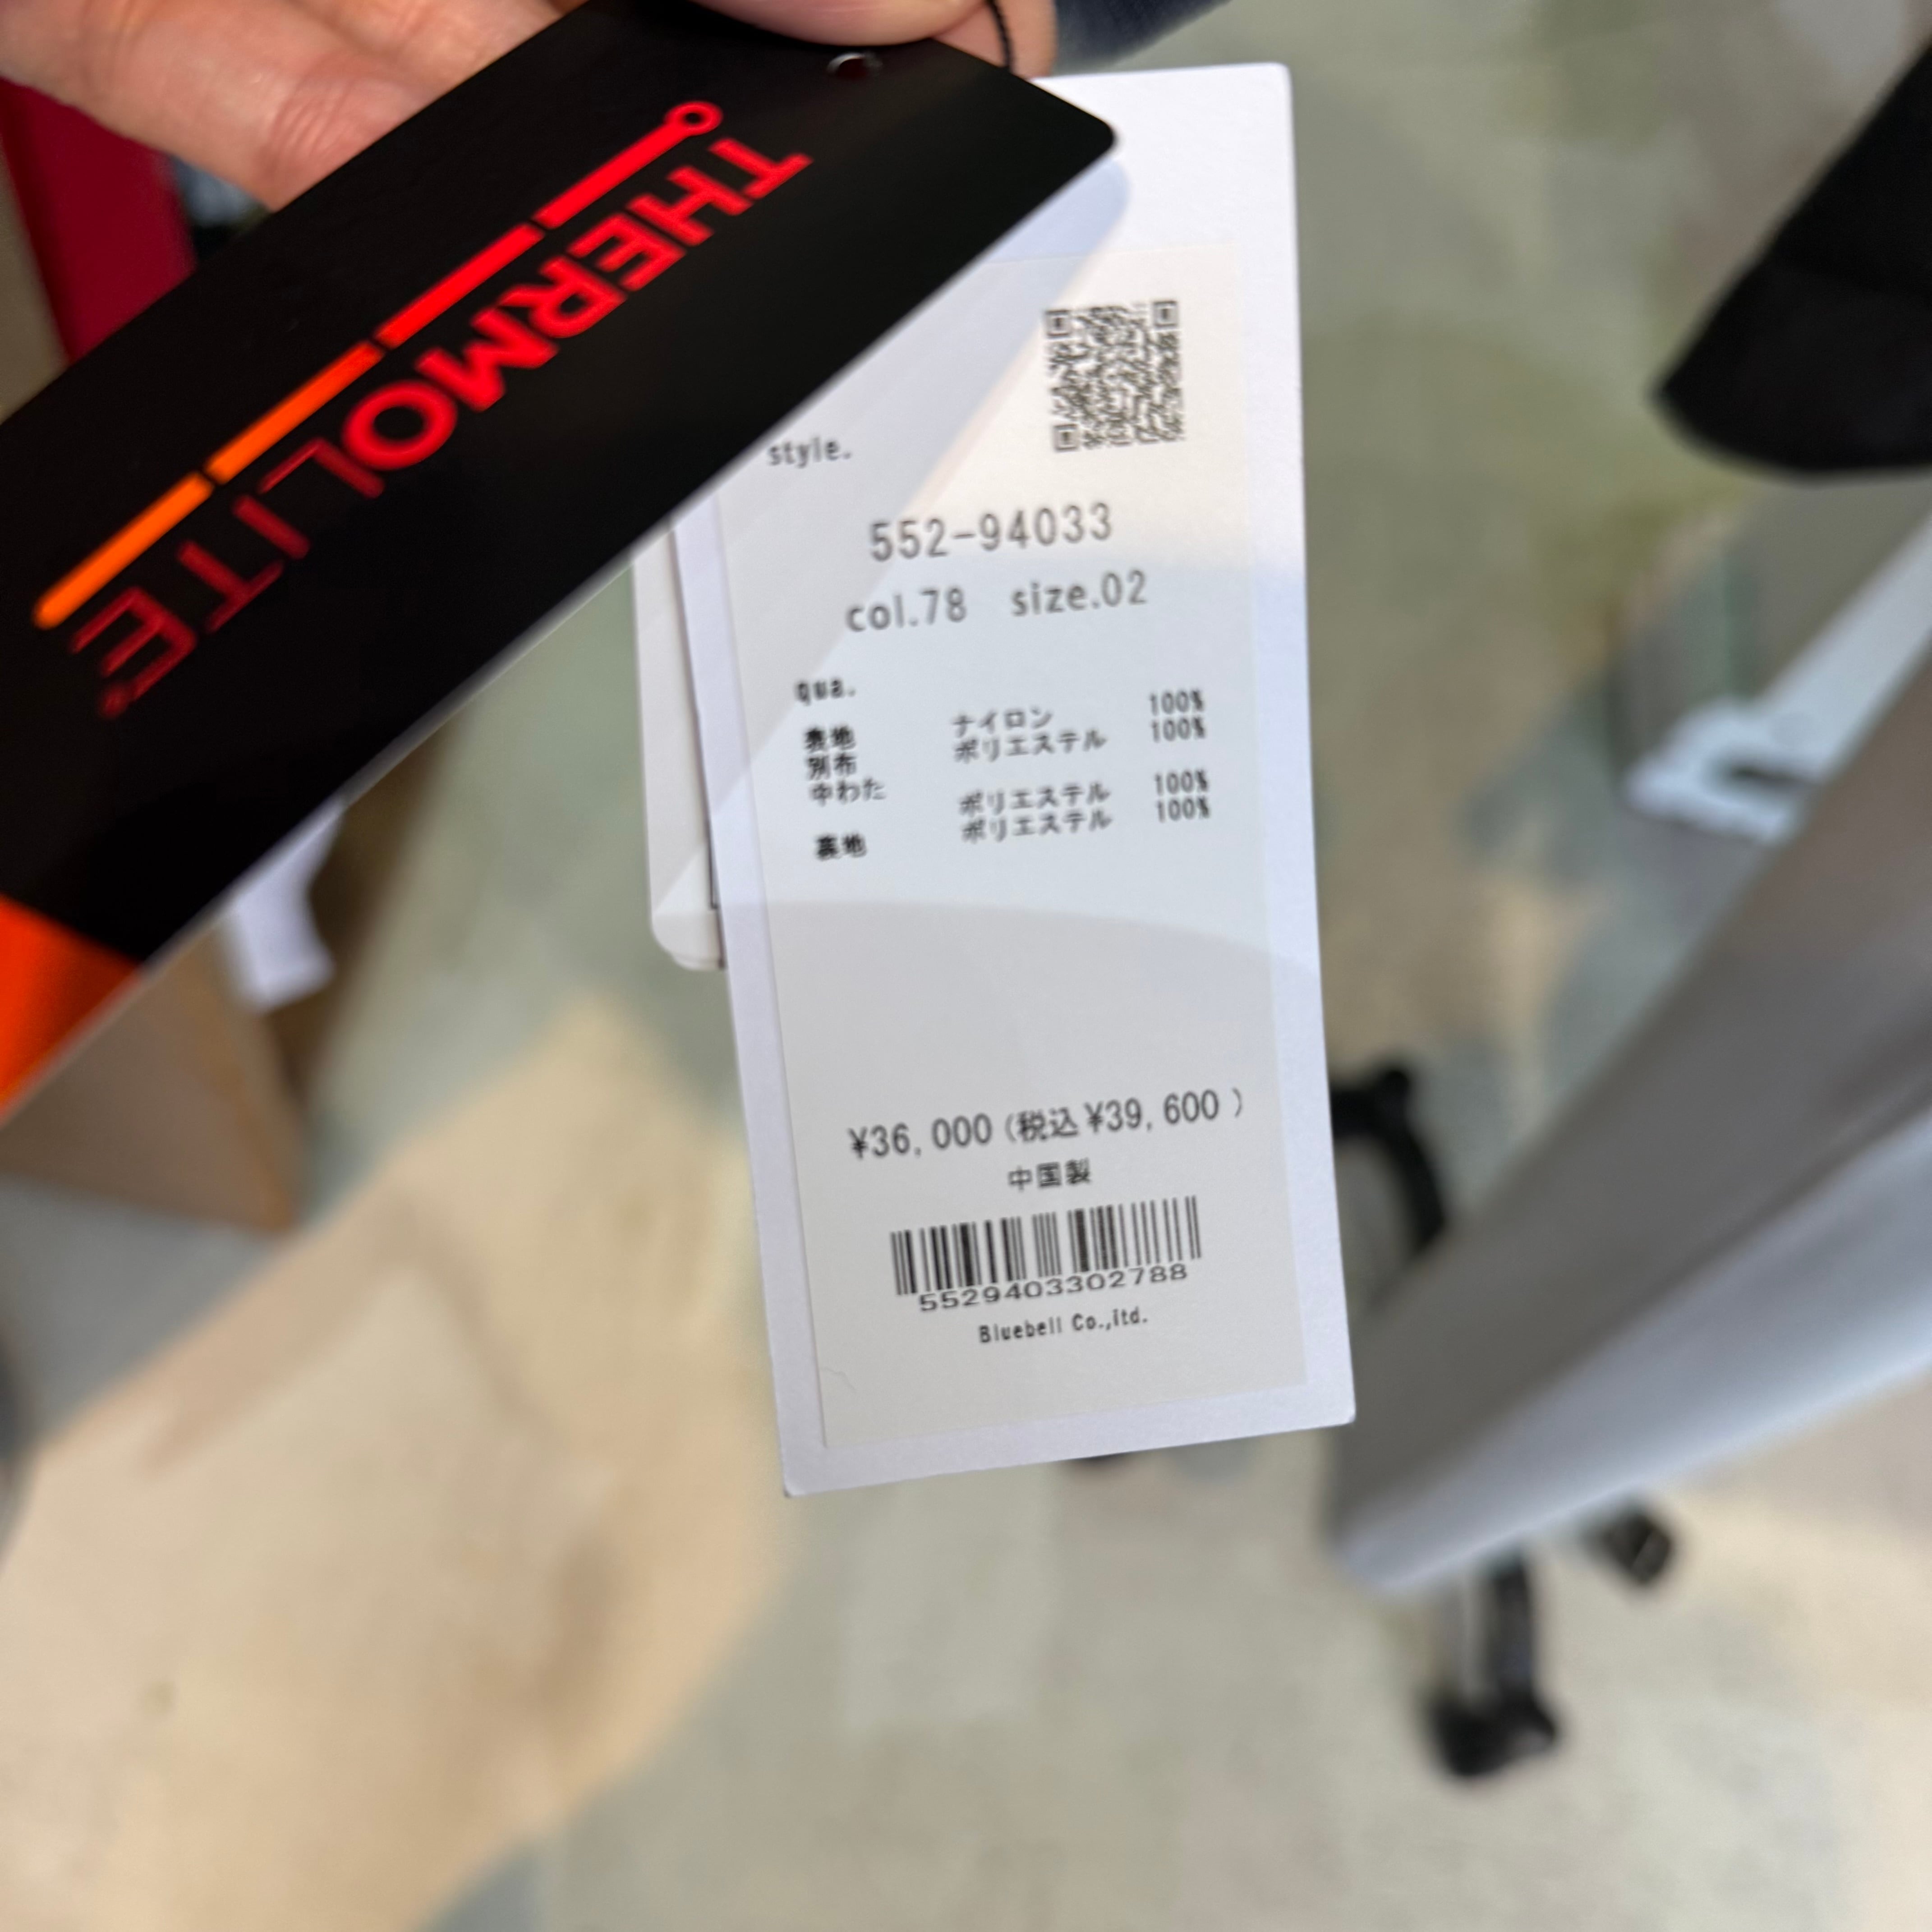 THERMOLITE
style.
552-94033
col.78 size.02
qua.
表地 ナイロン 100%
別布 ポリエステル 100%
中わた
ポリエステル 100%
裏地 ポリエステル 100%
¥36,000(税込¥39,600)
中国製
5529403302788
Bluebell Co.,ltd.